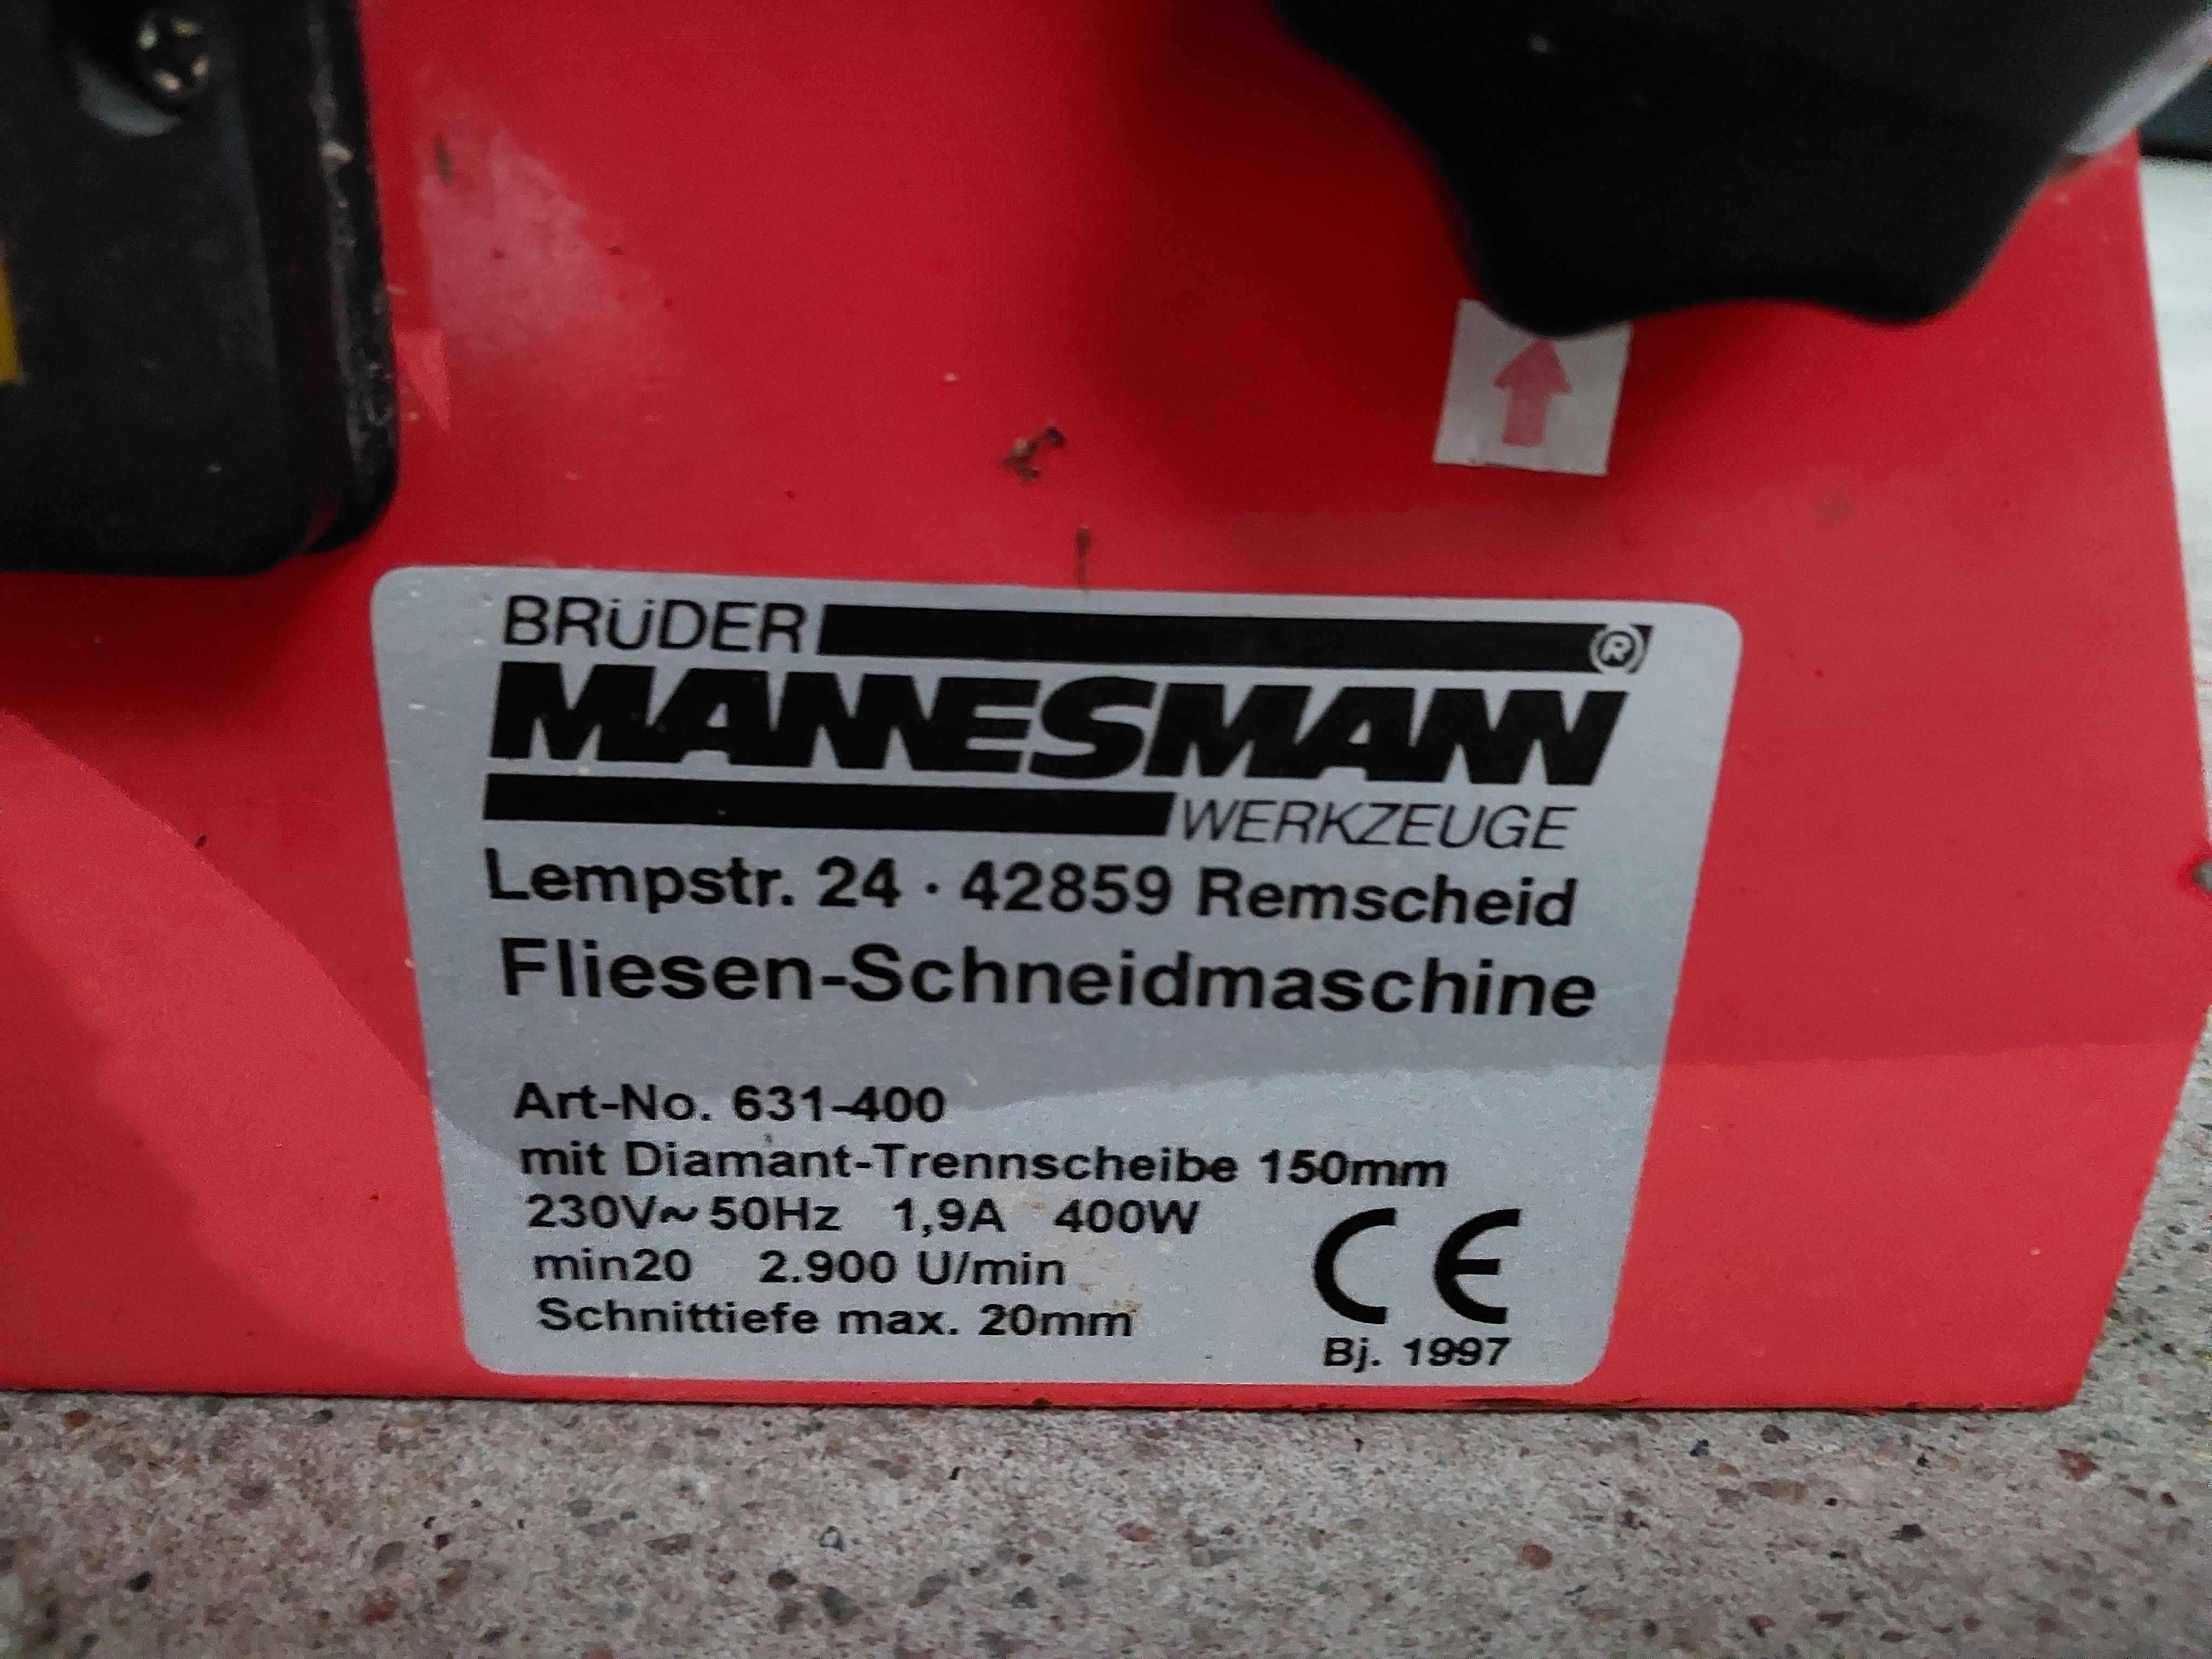 BRÜDER ®
MANNESMANN
WERKZEUGE
Lempstr. 24 · 42859 Remscheid
Fliesen-Schneidmaschine
Art-No. 631-400
mit Diamant-Trennscheibe 150mm
230V~ 50Hz 1,9A 400W
min20 2.900 U/min
Schnittiefe max. 20mm
CE
Bj. 1997